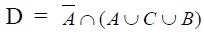 D = A̅ ∩ (A ∪ C ∪ B)